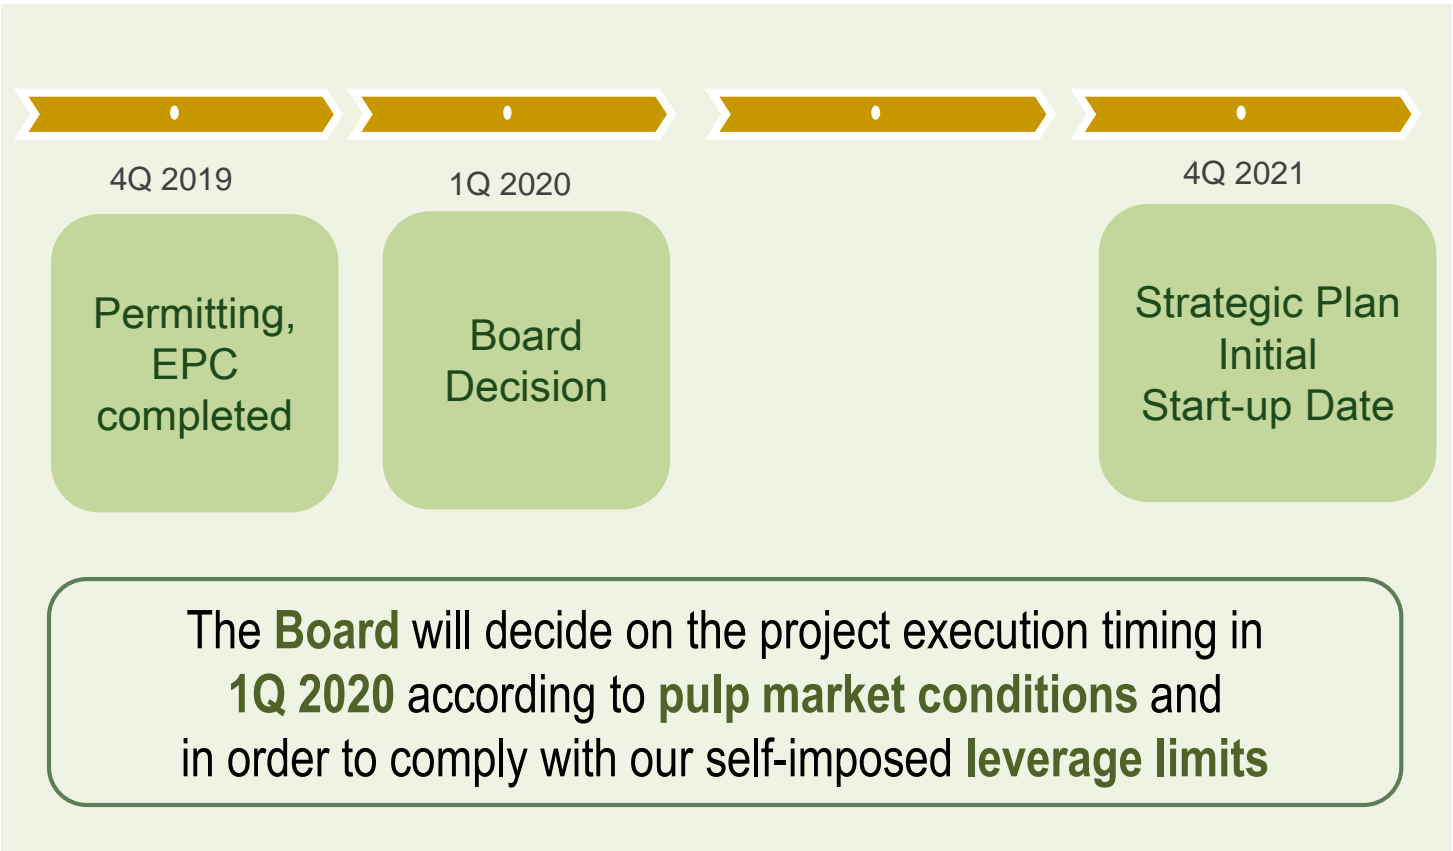 4Q 2019
1Q 2020
4Q 2021
Permitting,
EPC
completed
Board
Decision
Strategic Plan
Initial
Start-up Date
The Board will decide on the project execution timing in
1Q 2020 according to pulp market conditions and
in order to comply with our self-imposed leverage limits